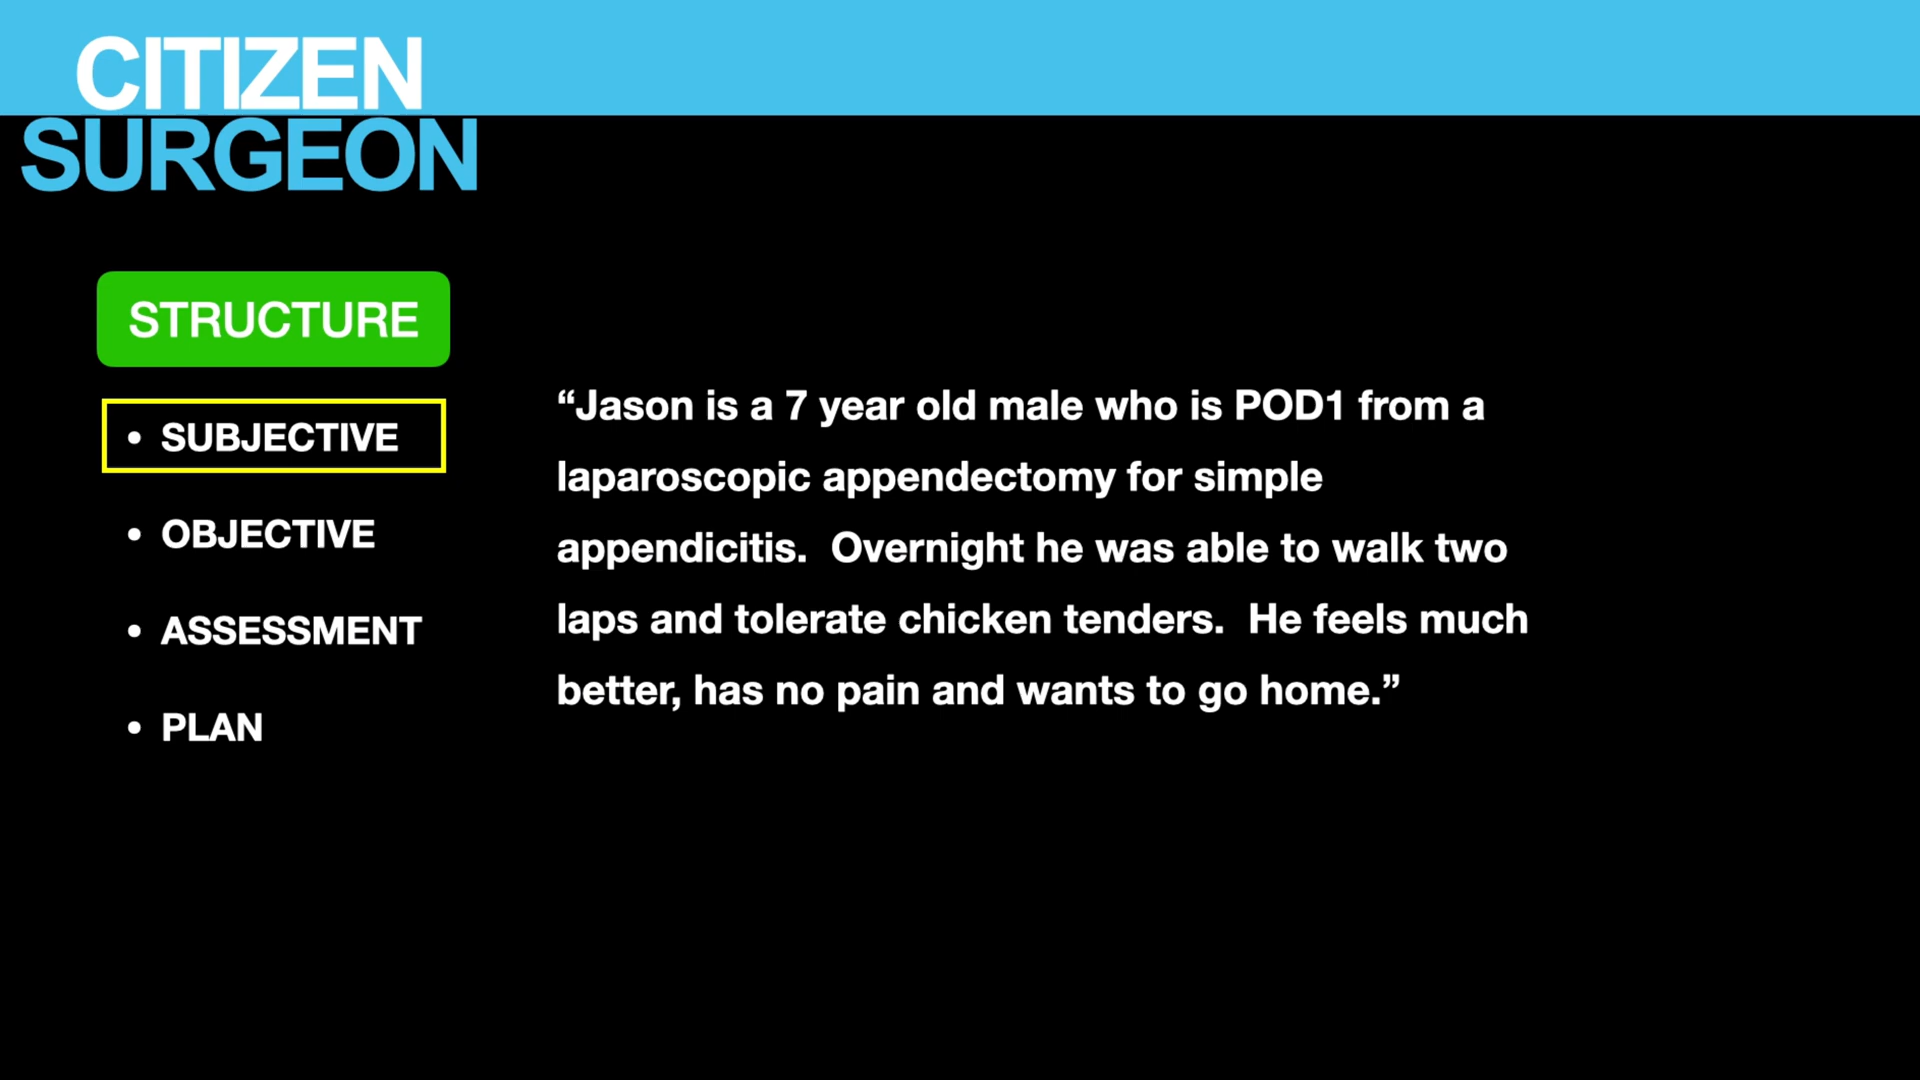 CITIZEN
SURGEON
STRUCTURE
• SUBJECTIVE
• OBJECTIVE
• ASSESSMENT
• PLAN
“Jason is a 7 year old male who is POD1 from a
laparoscopic appendectomy for simple
appendicitis.  Overnight he was able to walk two
laps and tolerate chicken tenders.  He feels much
better, has no pain and wants to go home.”